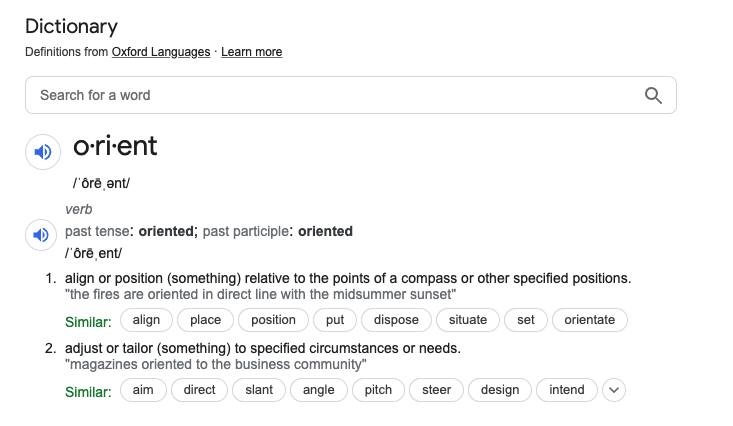 Dictionary
Definitions from Oxford Languages · Learn more
Search for a word
o·ri·ent
/ˈôrēˌənt/
verb
past tense: oriented; past participle: oriented
/ˈôrēˌent/
1. align or position (something) relative to the points of a compass or other specified positions.
"the fires are oriented in direct line with the midsummer sunset"
Similar: align place position put dispose situate set orientate
2. adjust or tailor (something) to specified circumstances or needs.
"magazines oriented to the business community"
Similar: aim direct slant angle pitch steer design intend